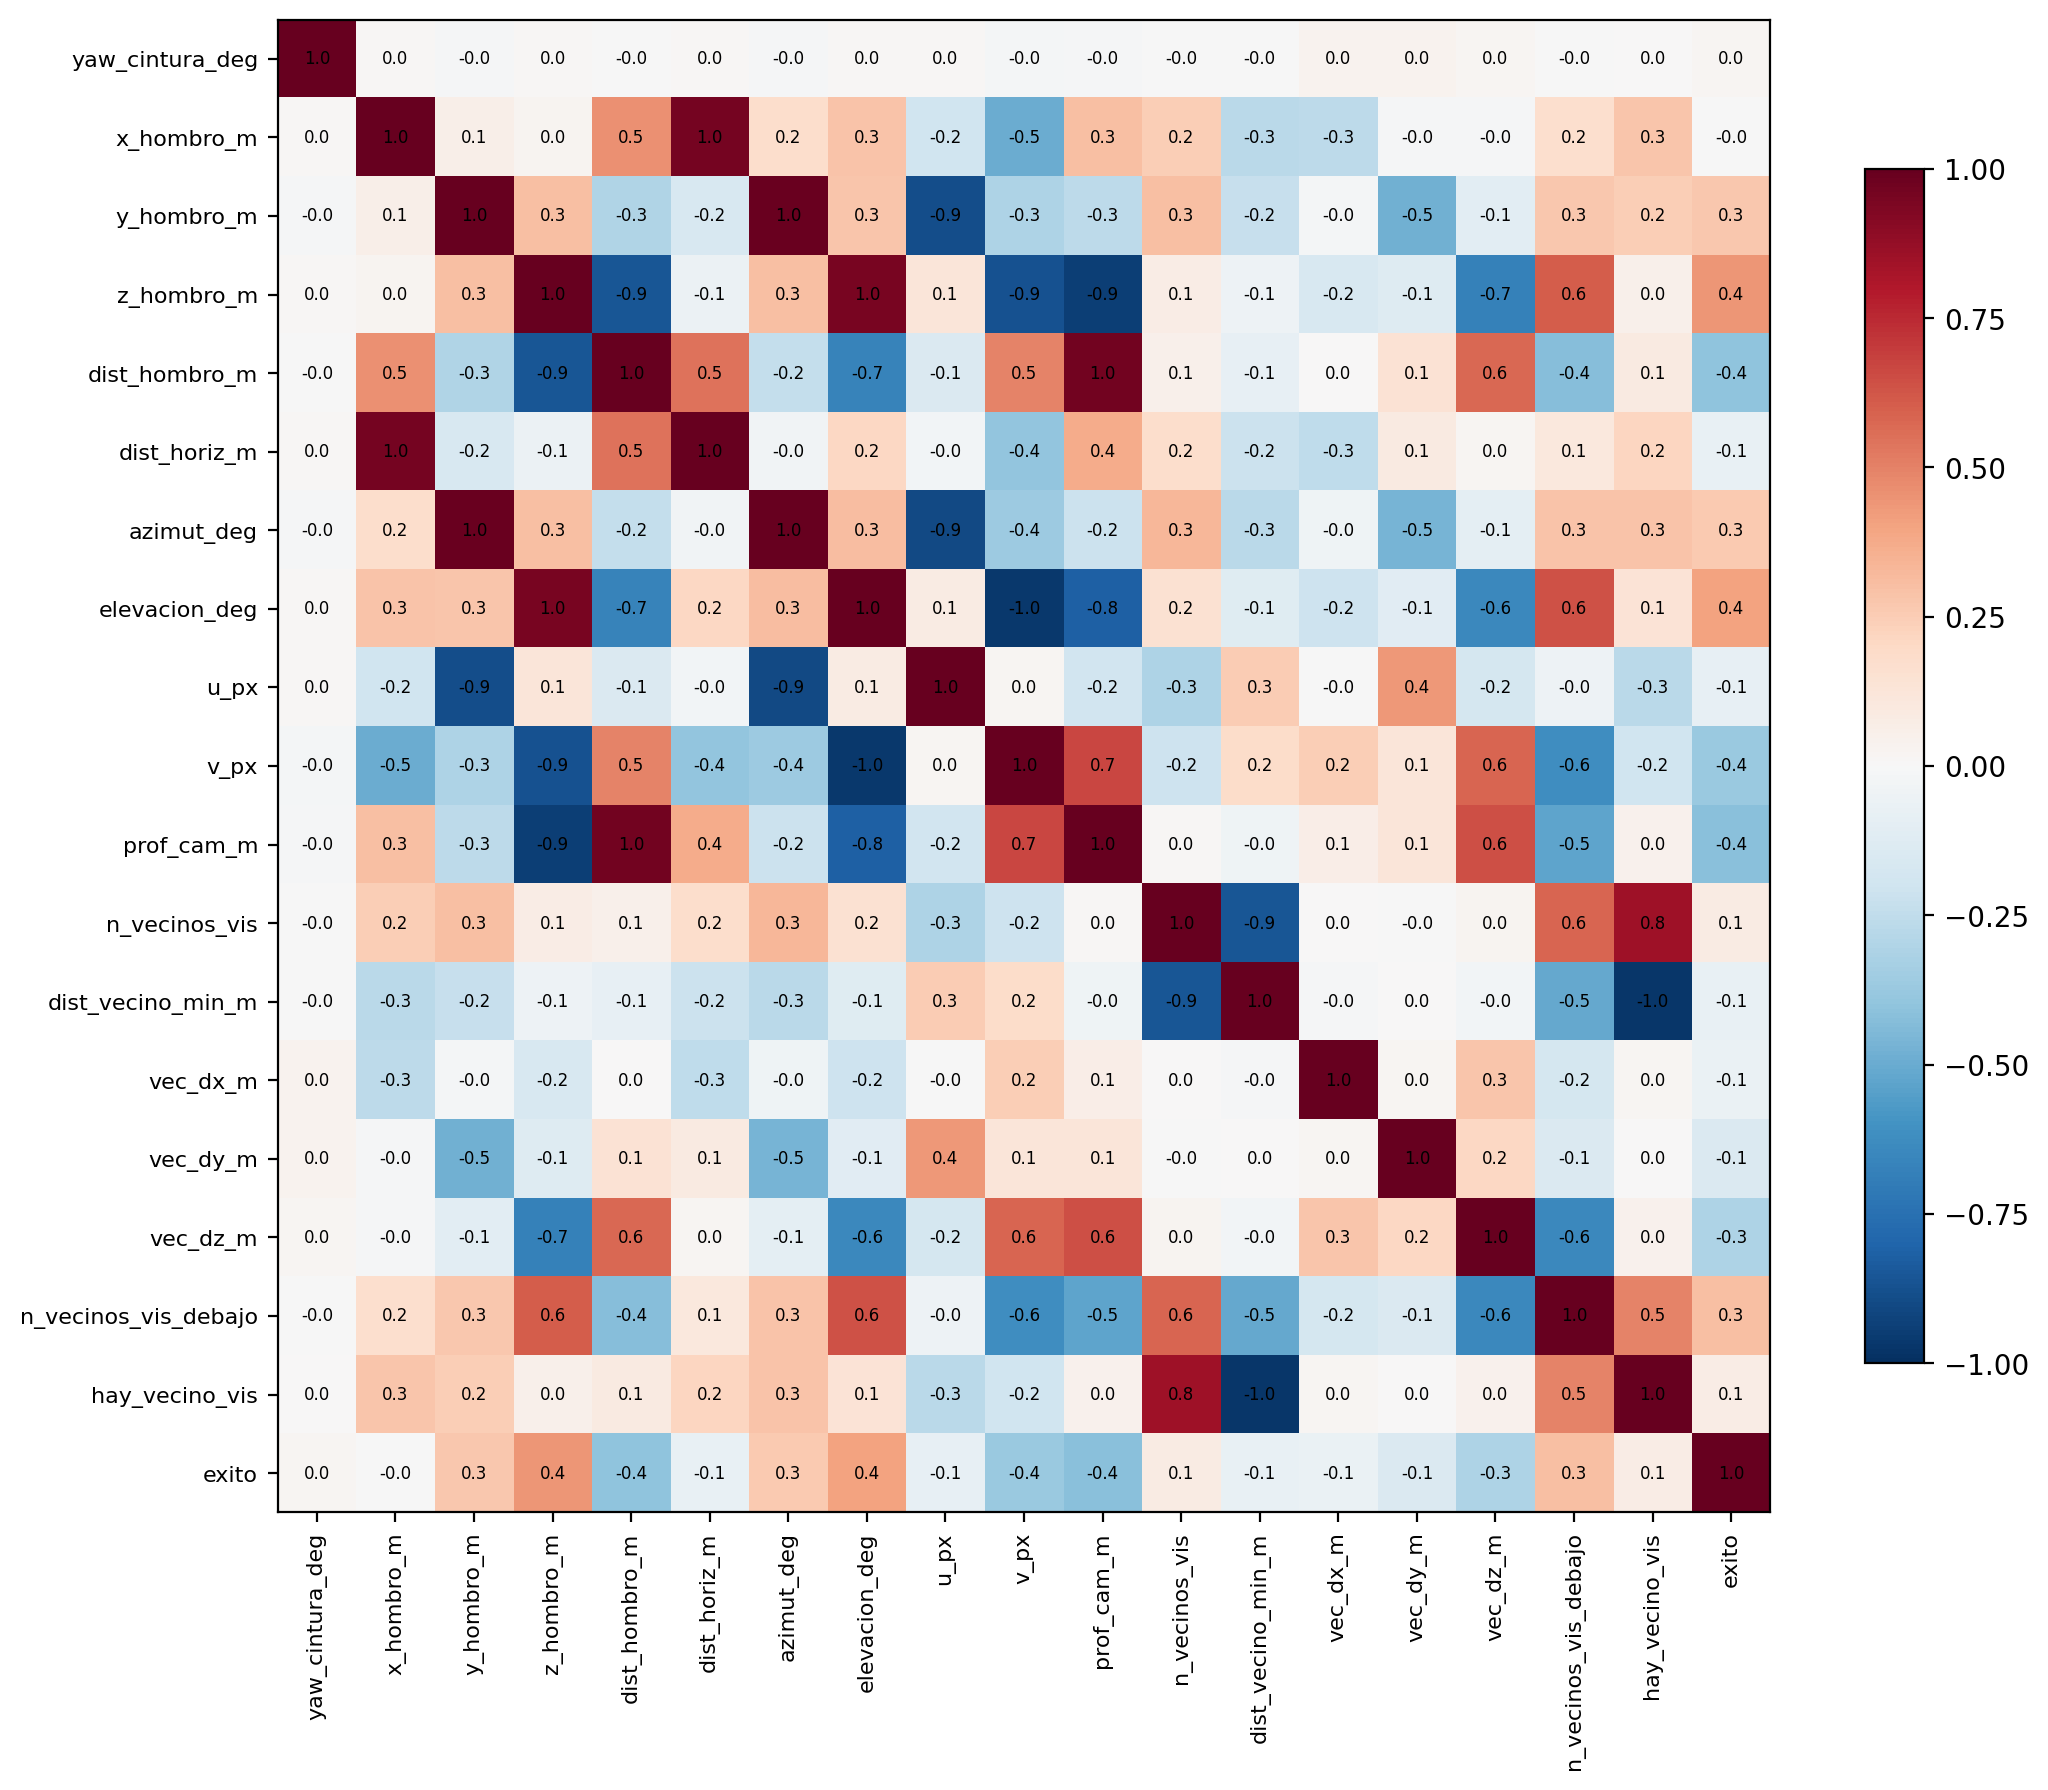 yaw_cintura_deg 1.0 0.0 -0.0 0.0 -0.0 0.0 -0.0 0.0 0.0 -0.0 -0.0 -0.0 -0.0 0.0 0.0 0.0 -0.0 0.0 0.0
x_hombro_m 0.0 1.0 0.1 0.0 0.5 1.0 0.2 0.3 -0.2 -0.5 0.3 0.2 -0.3 -0.3 -0.0 -0.0 0.2 0.3 -0.0
y_hombro_m -0.0 0.1 1.0 0.3 -0.3 -0.2 1.0 0.3 -0.9 -0.3 -0.3 0.3 -0.2 -0.0 -0.5 -0.1 0.3 0.2 0.3
z_hombro_m 0.0 0.0 0.3 1.0 -0.9 -0.1 0.3 1.0 0.1 -0.9 -0.9 0.1 -0.1 -0.2 -0.1 -0.7 0.6 0.0 0.4
dist_hombro_m -0.0 0.5 -0.3 -0.9 1.0 0.5 -0.2 -0.7 -0.1 0.5 1.0 0.1 -0.1 0.0 0.1 0.6 -0.4 0.1 -0.4
dist_horiz_m 0.0 1.0 -0.2 -0.1 0.5 1.0 -0.0 0.2 -0.0 -0.4 0.4 0.2 -0.2 -0.3 0.1 0.0 0.1 0.2 -0.1
azimut_deg -0.0 0.2 1.0 0.3 -0.2 -0.0 1.0 0.3 -0.9 -0.4 -0.2 0.3 -0.3 -0.0 -0.5 -0.1 0.3 0.3 0.3
elevacion_deg 0.0 0.3 0.3 1.0 -0.7 0.2 0.3 1.0 0.1 -1.0 -0.8 0.2 -0.1 -0.2 -0.1 -0.6 0.6 0.1 0.4
u_px 0.0 -0.2 -0.9 0.1 -0.1 -0.0 -0.9 0.1 1.0 0.0 -0.2 -0.3 0.3 -0.0 0.4 -0.2 -0.0 -0.3 -0.1
v_px -0.0 -0.5 -0.3 -0.9 0.5 -0.4 -0.4 -1.0 0.0 1.0 0.7 -0.2 0.2 0.2 0.1 0.6 -0.6 -0.2 -0.4
prof_cam_m -0.0 0.3 -0.3 -0.9 1.0 0.4 -0.2 -0.8 -0.2 0.7 1.0 0.0 -0.0 0.1 0.1 0.6 -0.5 0.0 -0.4
n_vecinos_vis -0.0 0.2 0.3 0.1 0.1 0.2 0.3 0.2 -0.3 -0.2 0.0 1.0 -0.9 0.0 -0.0 0.0 0.6 0.8 0.1
dist_vecino_min_m -0.0 -0.3 -0.2 -0.1 -0.1 -0.2 -0.3 -0.1 0.3 0.2 -0.0 -0.9 1.0 -0.0 0.0 -0.0 -0.5 -1.0 -0.1
vec_dx_m 0.0 -0.3 -0.0 -0.2 0.0 -0.3 -0.0 -0.2 -0.0 0.2 0.1 0.0 -0.0 1.0 0.0 0.3 -0.2 0.0 -0.1
vec_dy_m 0.0 -0.0 -0.5 -0.1 0.1 0.1 -0.5 -0.1 0.4 0.1 0.1 -0.0 0.0 0.0 1.0 0.2 -0.1 0.0 -0.1
vec_dz_m 0.0 -0.0 -0.1 -0.7 0.6 0.0 -0.1 -0.6 -0.2 0.6 0.6 0.0 -0.0 0.3 0.2 1.0 -0.6 0.0 -0.3
n_vecinos_vis_debajo -0.0 0.2 0.3 0.6 -0.4 0.1 0.3 0.6 -0.0 -0.6 -0.5 0.6 -0.5 -0.2 -0.1 -0.6 1.0 0.5 0.3
hay_vecino_vis 0.0 0.3 0.2 0.0 0.1 0.2 0.3 0.1 -0.3 -0.2 0.0 0.8 -1.0 0.0 0.0 0.0 0.5 1.0 0.1
exito 0.0 -0.0 0.3 0.4 -0.4 -0.1 0.3 0.4 -0.1 -0.4 -0.4 0.1 -0.1 -0.1 -0.1 -0.3 0.3 0.1 1.0
yaw_cintura_deg
x_hombro_m
y_hombro_m
z_hombro_m
dist_hombro_m
dist_horiz_m
azimut_deg
elevacion_deg
u_px
v_px
prof_cam_m
n_vecinos_vis
dist_vecino_min_m
vec_dx_m
vec_dy_m
vec_dz_m
n_vecinos_vis_debajo
hay_vecino_vis
exito
1.00
0.75
0.50
0.25
0.00
−0.25
−0.50
−0.75
−1.00